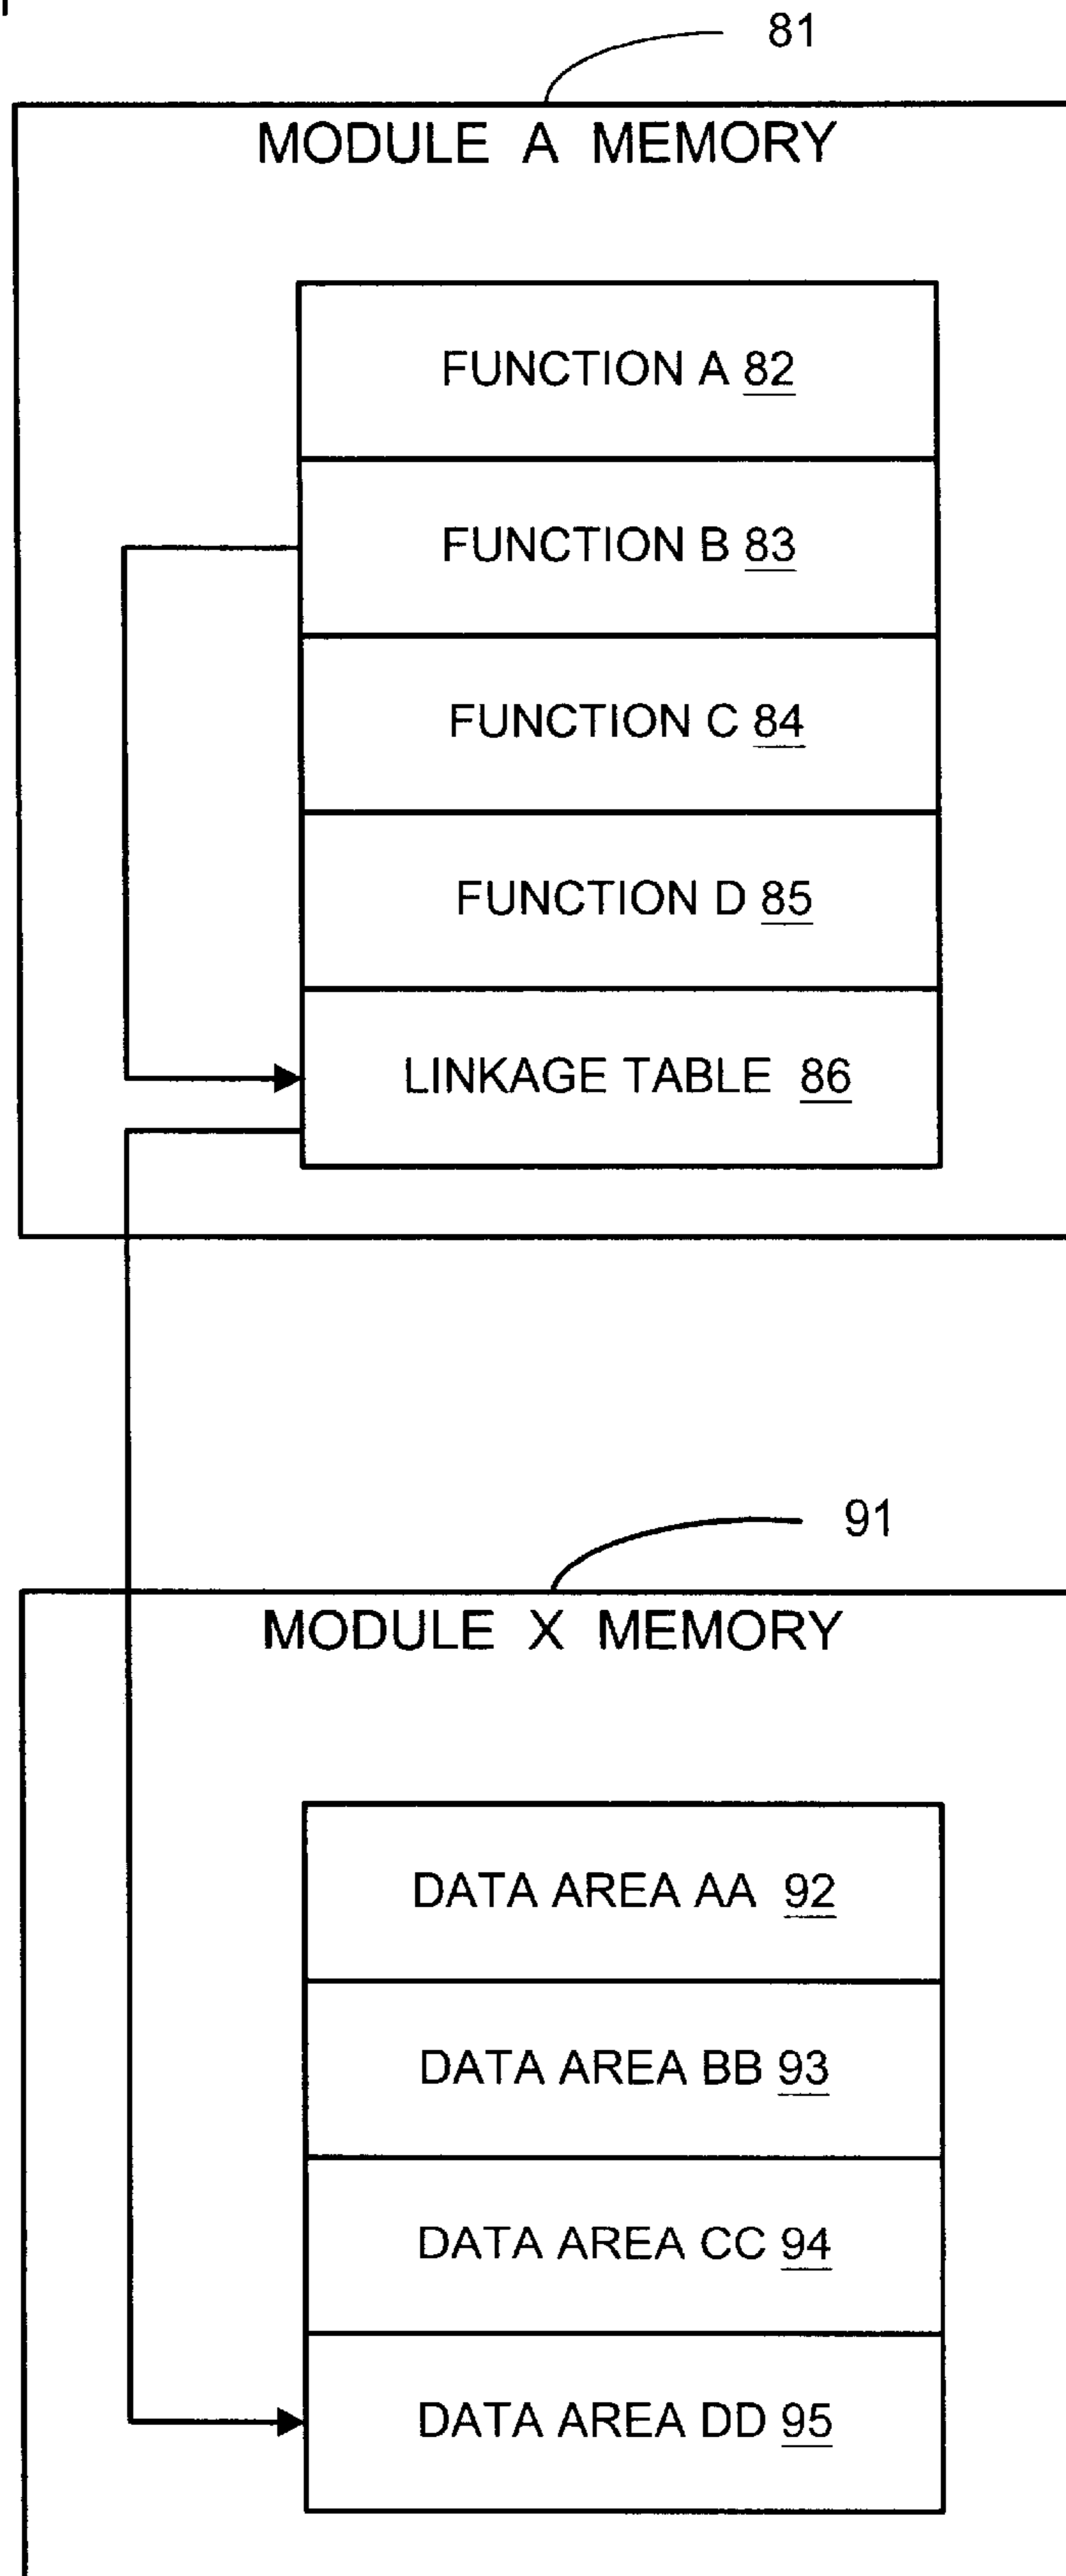 81
MODULE A MEMORY
FUNCTION A 82
FUNCTION B 83
FUNCTION C 84
FUNCTION D 85
LINKAGE TABLE 86
91
MODULE X MEMORY
DATA AREA AA 92
DATA AREA BB 93
DATA AREA CC 94
DATA AREA DD 95